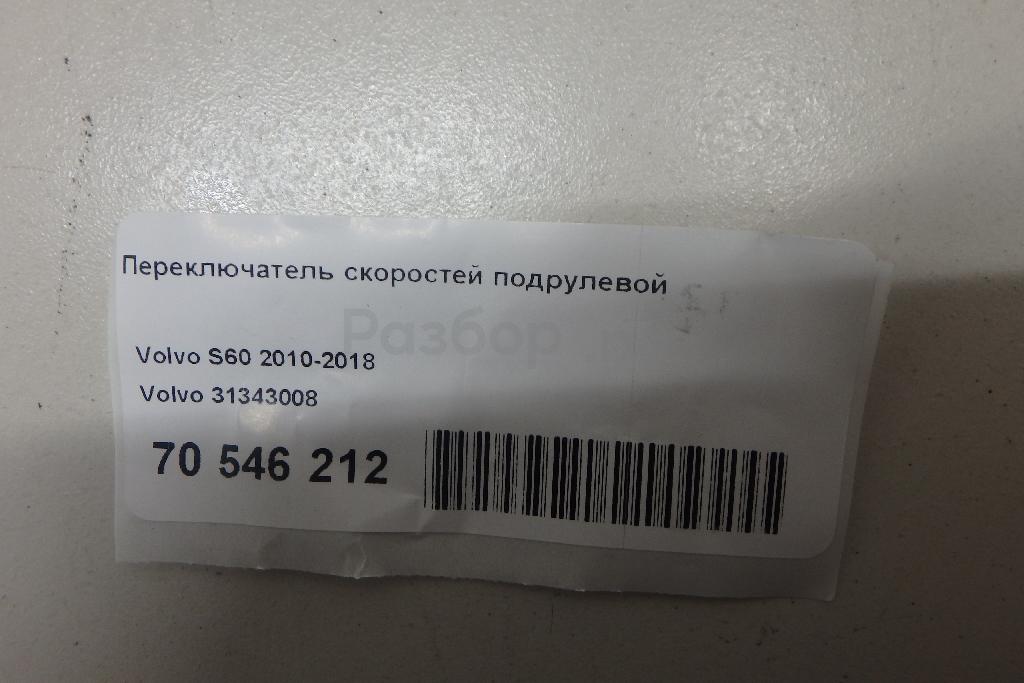 Переключатель скоростей подрулевой
Разбор
Volvo S60 2010-2018
Volvo 31343008
70 546 212